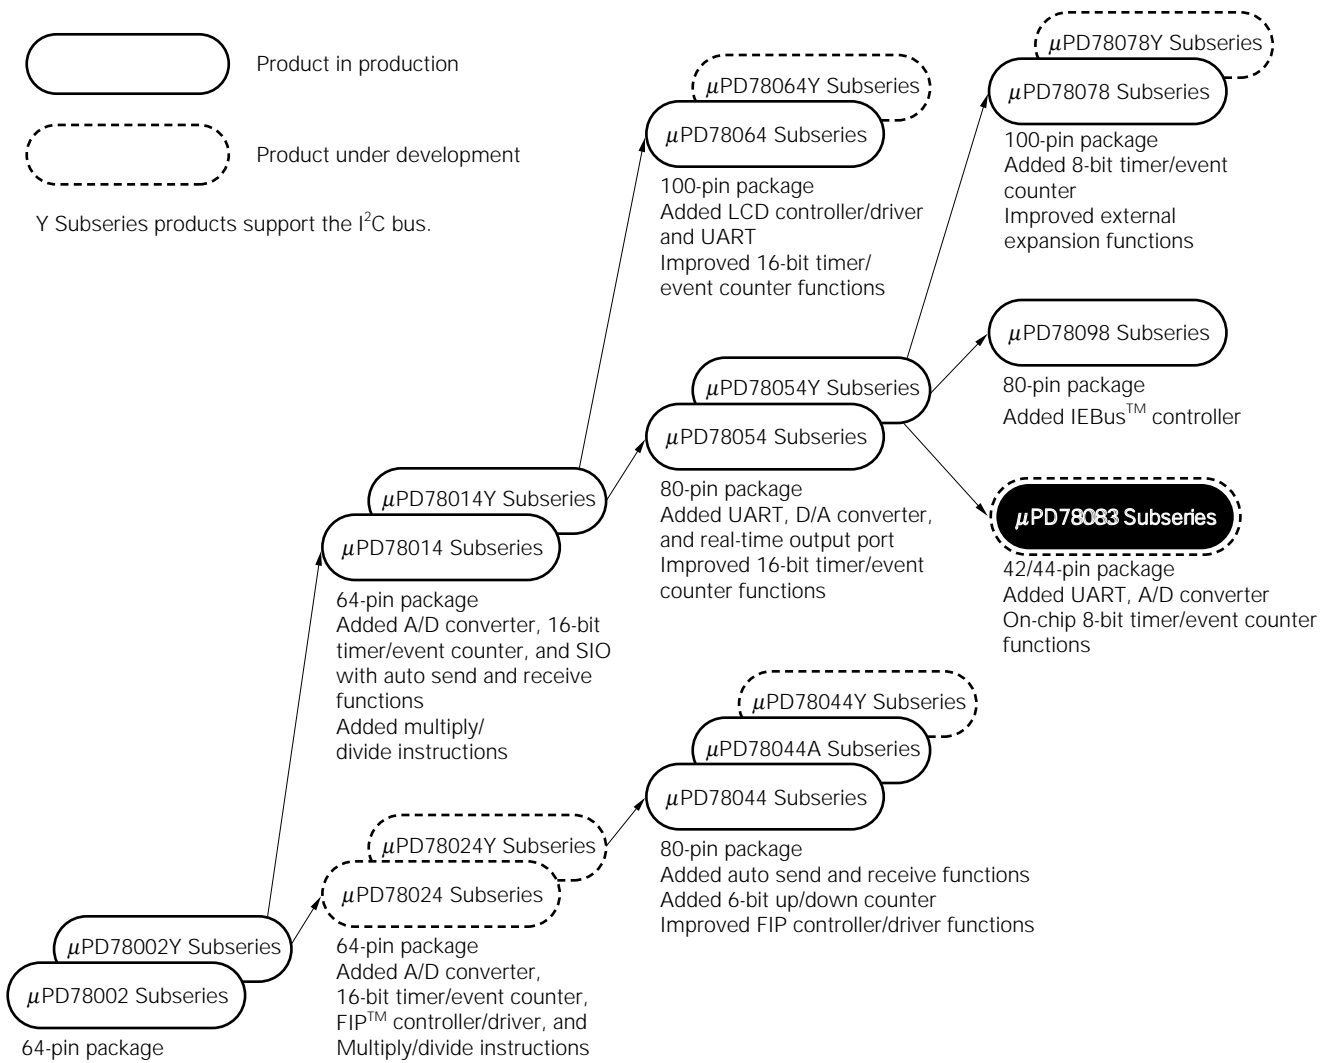 Product in production
Product under development
Y Subseries products support the I²C bus.
μPD78064Y Subseries
μPD78064 Subseries
100-pin package
Added LCD controller/driver
and UART
Improved 16-bit timer/
event counter functions
μPD78078Y Subseries
μPD78078 Subseries
100-pin package
Added 8-bit timer/event
counter
Improved external
expansion functions
μPD78098 Subseries
80-pin package
Added IEBus™ controller
μPD78054Y Subseries
μPD78054 Subseries
80-pin package
Added UART, D/A converter,
and real-time output port
Improved 16-bit timer/event
counter functions
μPD78083 Subseries
42/44-pin package
Added UART, A/D converter
On-chip 8-bit timer/event counter
functions
μPD78014Y Subseries
μPD78014 Subseries
64-pin package
Added A/D converter, 16-bit
timer/event counter, and SIO
with auto send and receive
functions
Added multiply/
divide instructions
μPD78044Y Subseries
μPD78044A Subseries
μPD78044 Subseries
80-pin package
Added auto send and receive functions
Added 6-bit up/down counter
Improved FIP controller/driver functions
μPD78024Y Subseries
μPD78024 Subseries
64-pin package
Added A/D converter,
16-bit timer/event counter,
FIP™ controller/driver, and
Multiply/divide instructions
μPD78002Y Subseries
μPD78002 Subseries
64-pin package